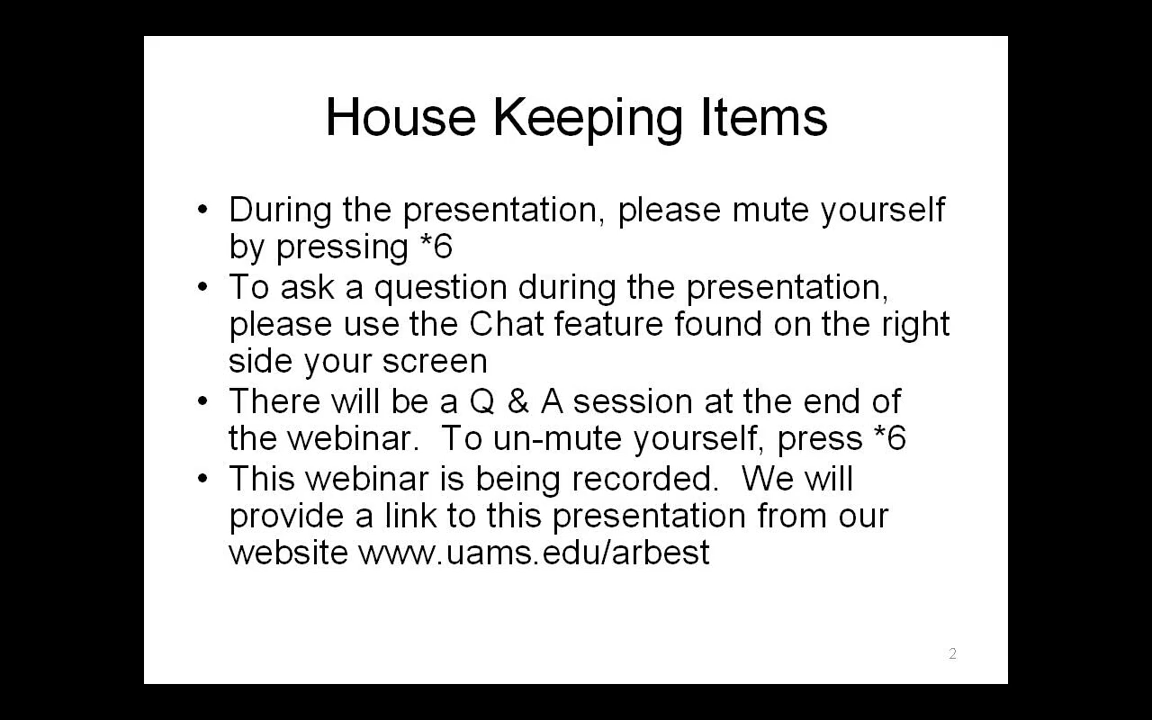 House Keeping Items
• During the presentation, please mute yourself
by pressing *6
• To ask a question during the presentation,
please use the Chat feature found on the right
side your screen
• There will be a Q & A session at the end of
the webinar.  To un-mute yourself, press *6
• This webinar is being recorded.  We will
provide a link to this presentation from our
website www.uams.edu/arbest
2